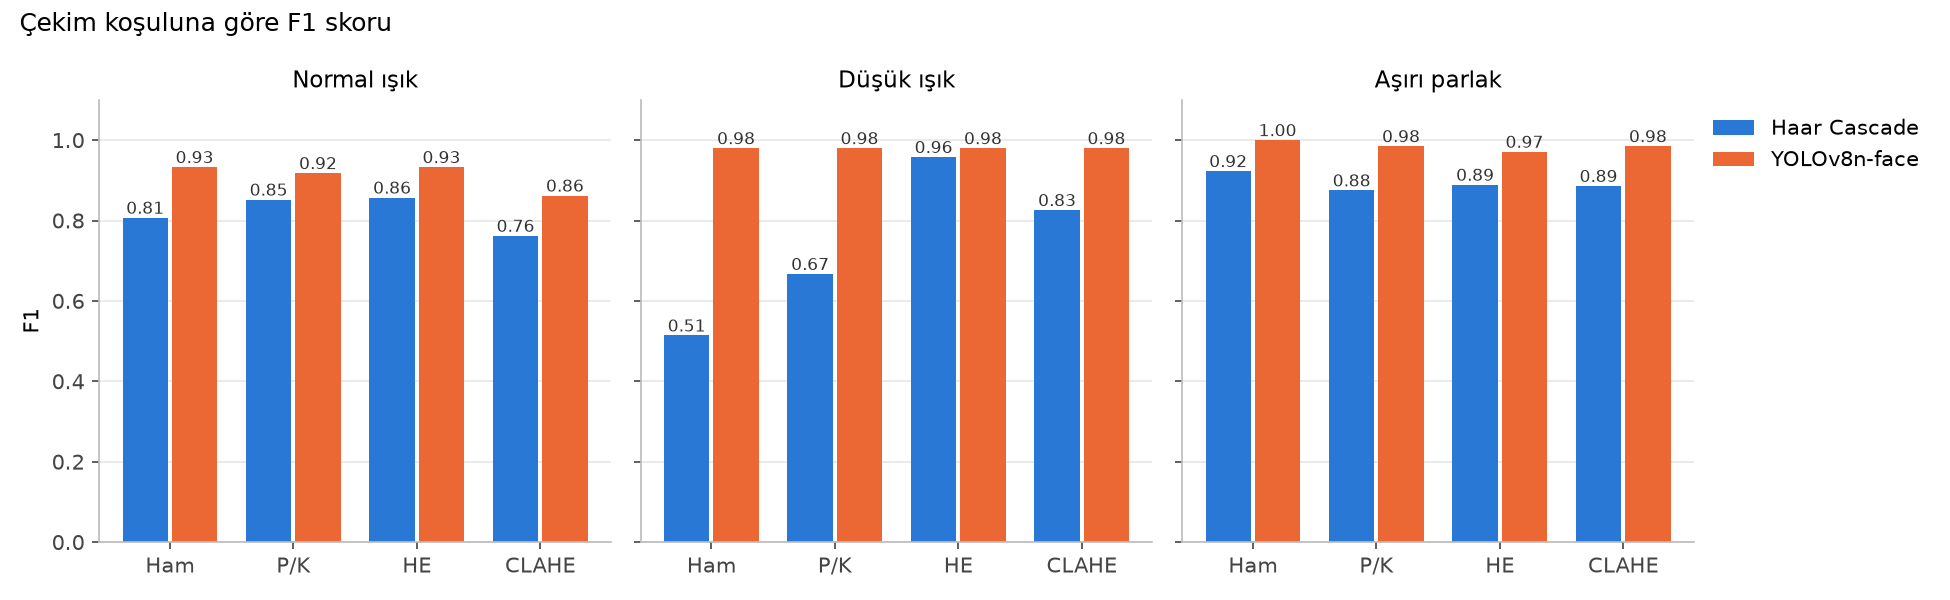 Çekim koşuluna göre F1 skoru
Normal ışık
Düşük ışık
Aşırı parlak
Haar Cascade
YOLOv8n-face
F1
1.0
0.8
0.6
0.4
0.2
0.0
0.81 0.93 0.85 0.92 0.86 0.93 0.76 0.86
Ham P/K HE CLAHE
0.51 0.98 0.67 0.98 0.96 0.98 0.83 0.98
Ham P/K HE CLAHE
0.92 1.00 0.88 0.98 0.89 0.97 0.89 0.98
Ham P/K HE CLAHE